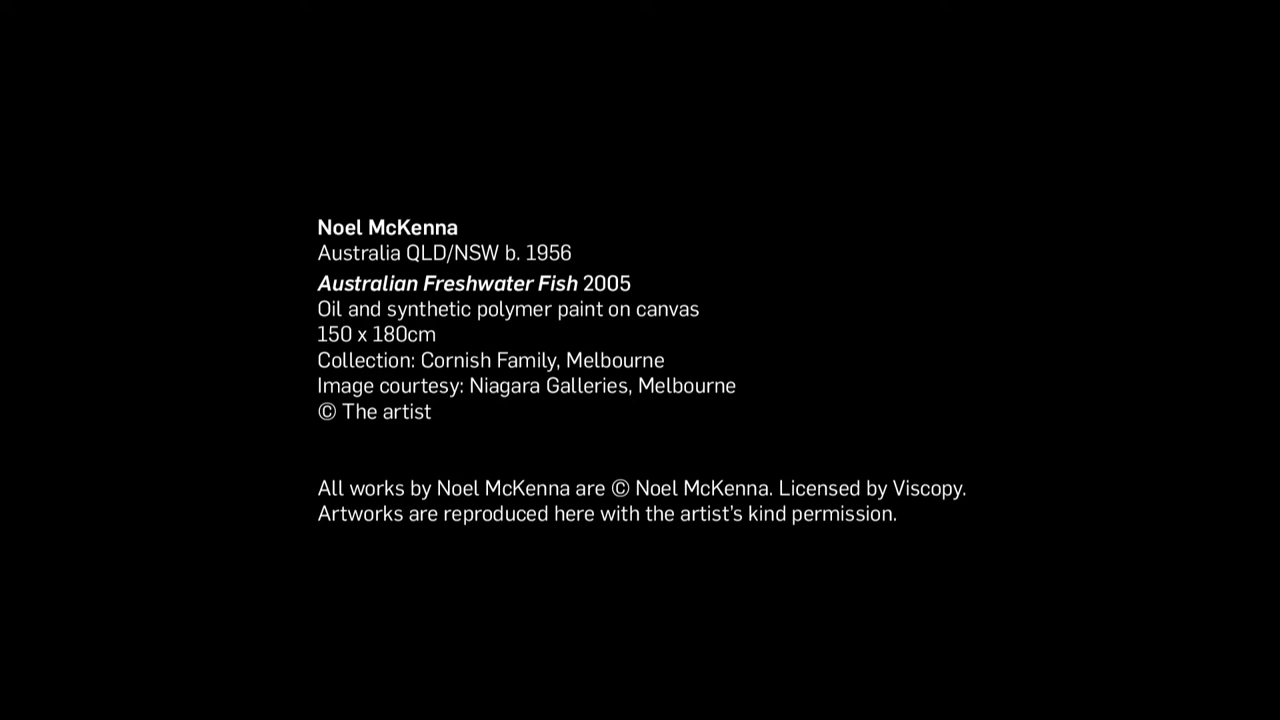 Noel McKenna
Australia QLD/NSW b. 1956
Australian Freshwater Fish 2005
Oil and synthetic polymer paint on canvas
150 x 180cm
Collection: Cornish Family, Melbourne
Image courtesy: Niagara Galleries, Melbourne
© The artist
All works by Noel McKenna are © Noel McKenna. Licensed by Viscopy.
Artworks are reproduced here with the artist’s kind permission.